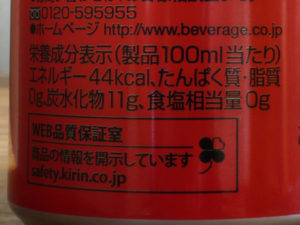 ☎0120-595955
●ホームページ http://www.beverage.co.jp
栄養成分表示(製品100ml当たり)
エネルギー44kcal,たんぱく質・脂質
0g,炭水化物11g、食塩相当量0g
WEB品質保証室
商品の情報を開示しています
safety.kirin.co.jp